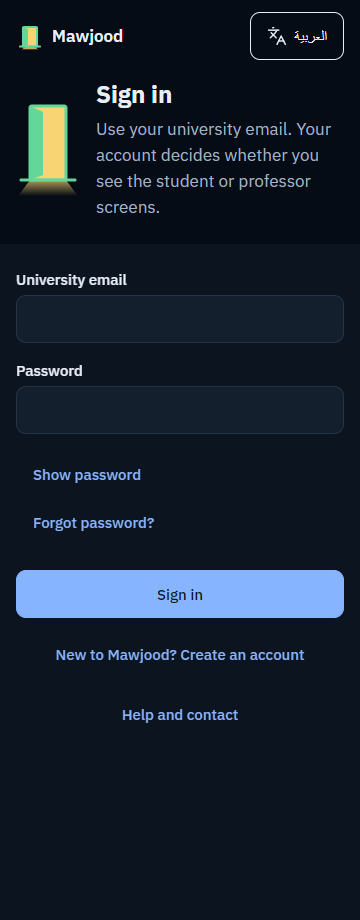 Mawjood
العربية
Sign in
Use your university email. Your
account decides whether you
see the student or professor
screens.
University email
Password
Show password
Forgot password?
Sign in
New to Mawjood? Create an account
Help and contact